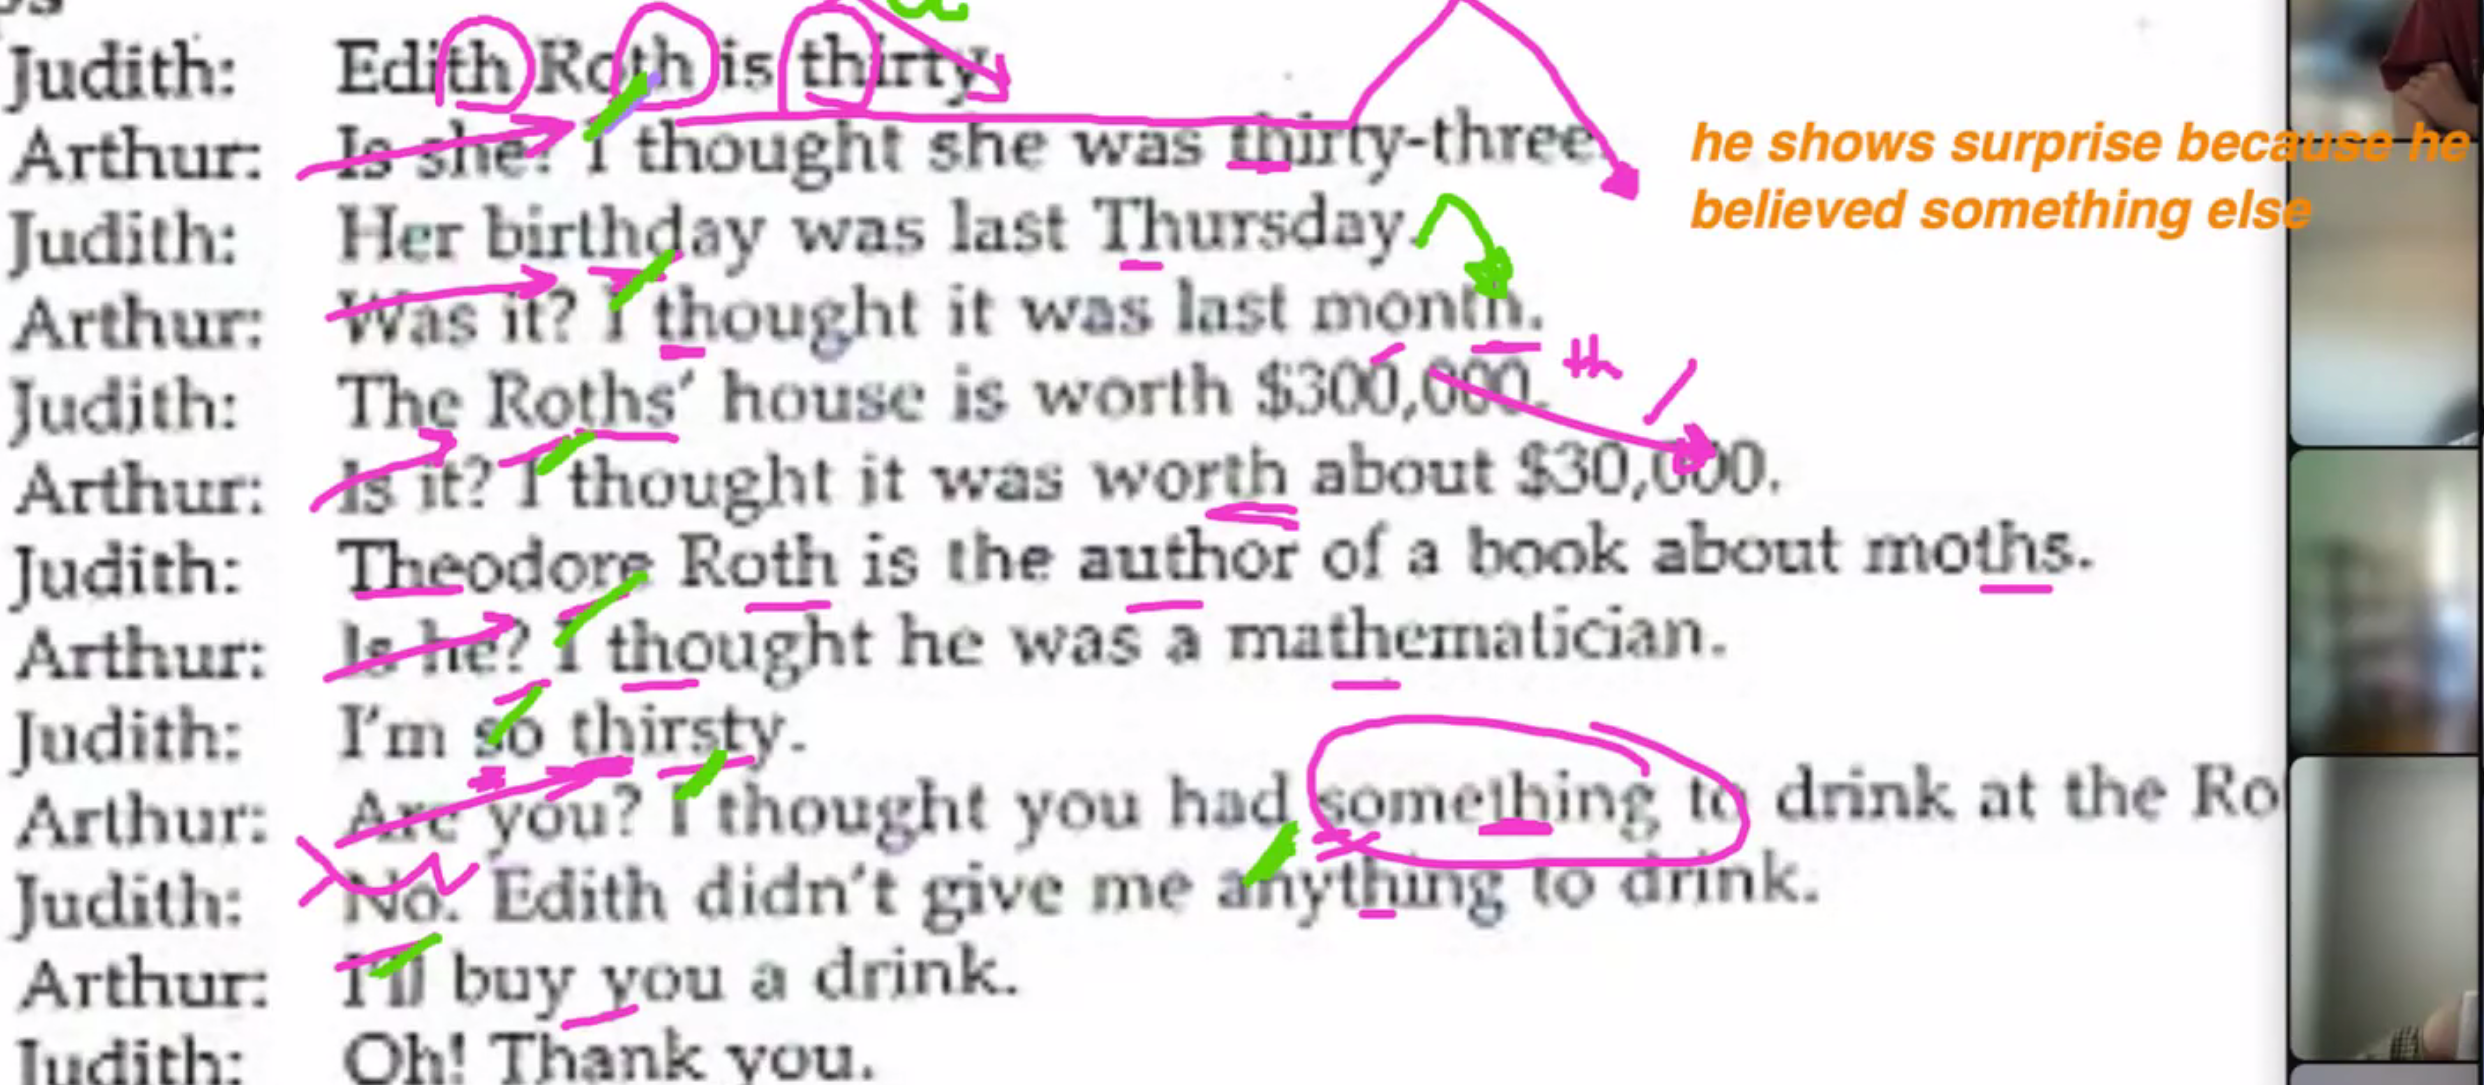 Judith: Edith Roth is thirty.
Arthur: Is she? I thought she was thirty-three.
he shows surprise because he
believed something else
Judith: Her birthday was last Thursday.
Arthur: Was it? I thought it was last month.
th
Judith: The Roths' house is worth $300,000.
Arthur: Is it? I thought it was worth about $30,000.
Judith: Theodore Roth is the author of a book about moths.
Arthur: Is he? I thought he was a mathematician.
Judith: I'm so thirsty.
Arthur: Are you? I thought you had something to drink at the Ro
Judith: No. Edith didn't give me anything to drink.
Arthur: I'll buy you a drink.
Judith: Oh! Thank you.